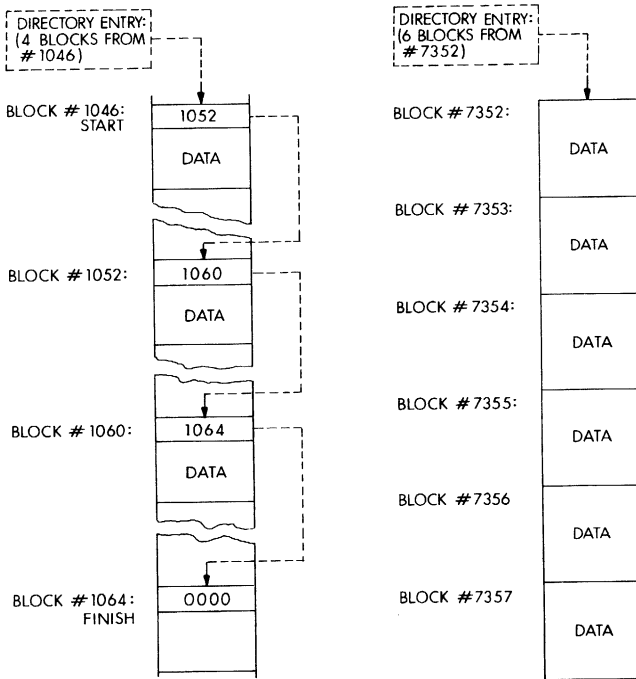 DIRECTORY ENTRY:
(4 BLOCKS FROM
#1046)
BLOCK #1046:
START
1052
DATA
BLOCK #1052:
1060
DATA
BLOCK #1060:
1064
DATA
BLOCK #1064:
FINISH
0000
DIRECTORY ENTRY:
(6 BLOCKS FROM
#7352)
BLOCK #7352:
DATA
BLOCK #7353:
DATA
BLOCK #7354:
DATA
BLOCK #7355:
DATA
BLOCK #7356
DATA
BLOCK #7357
DATA